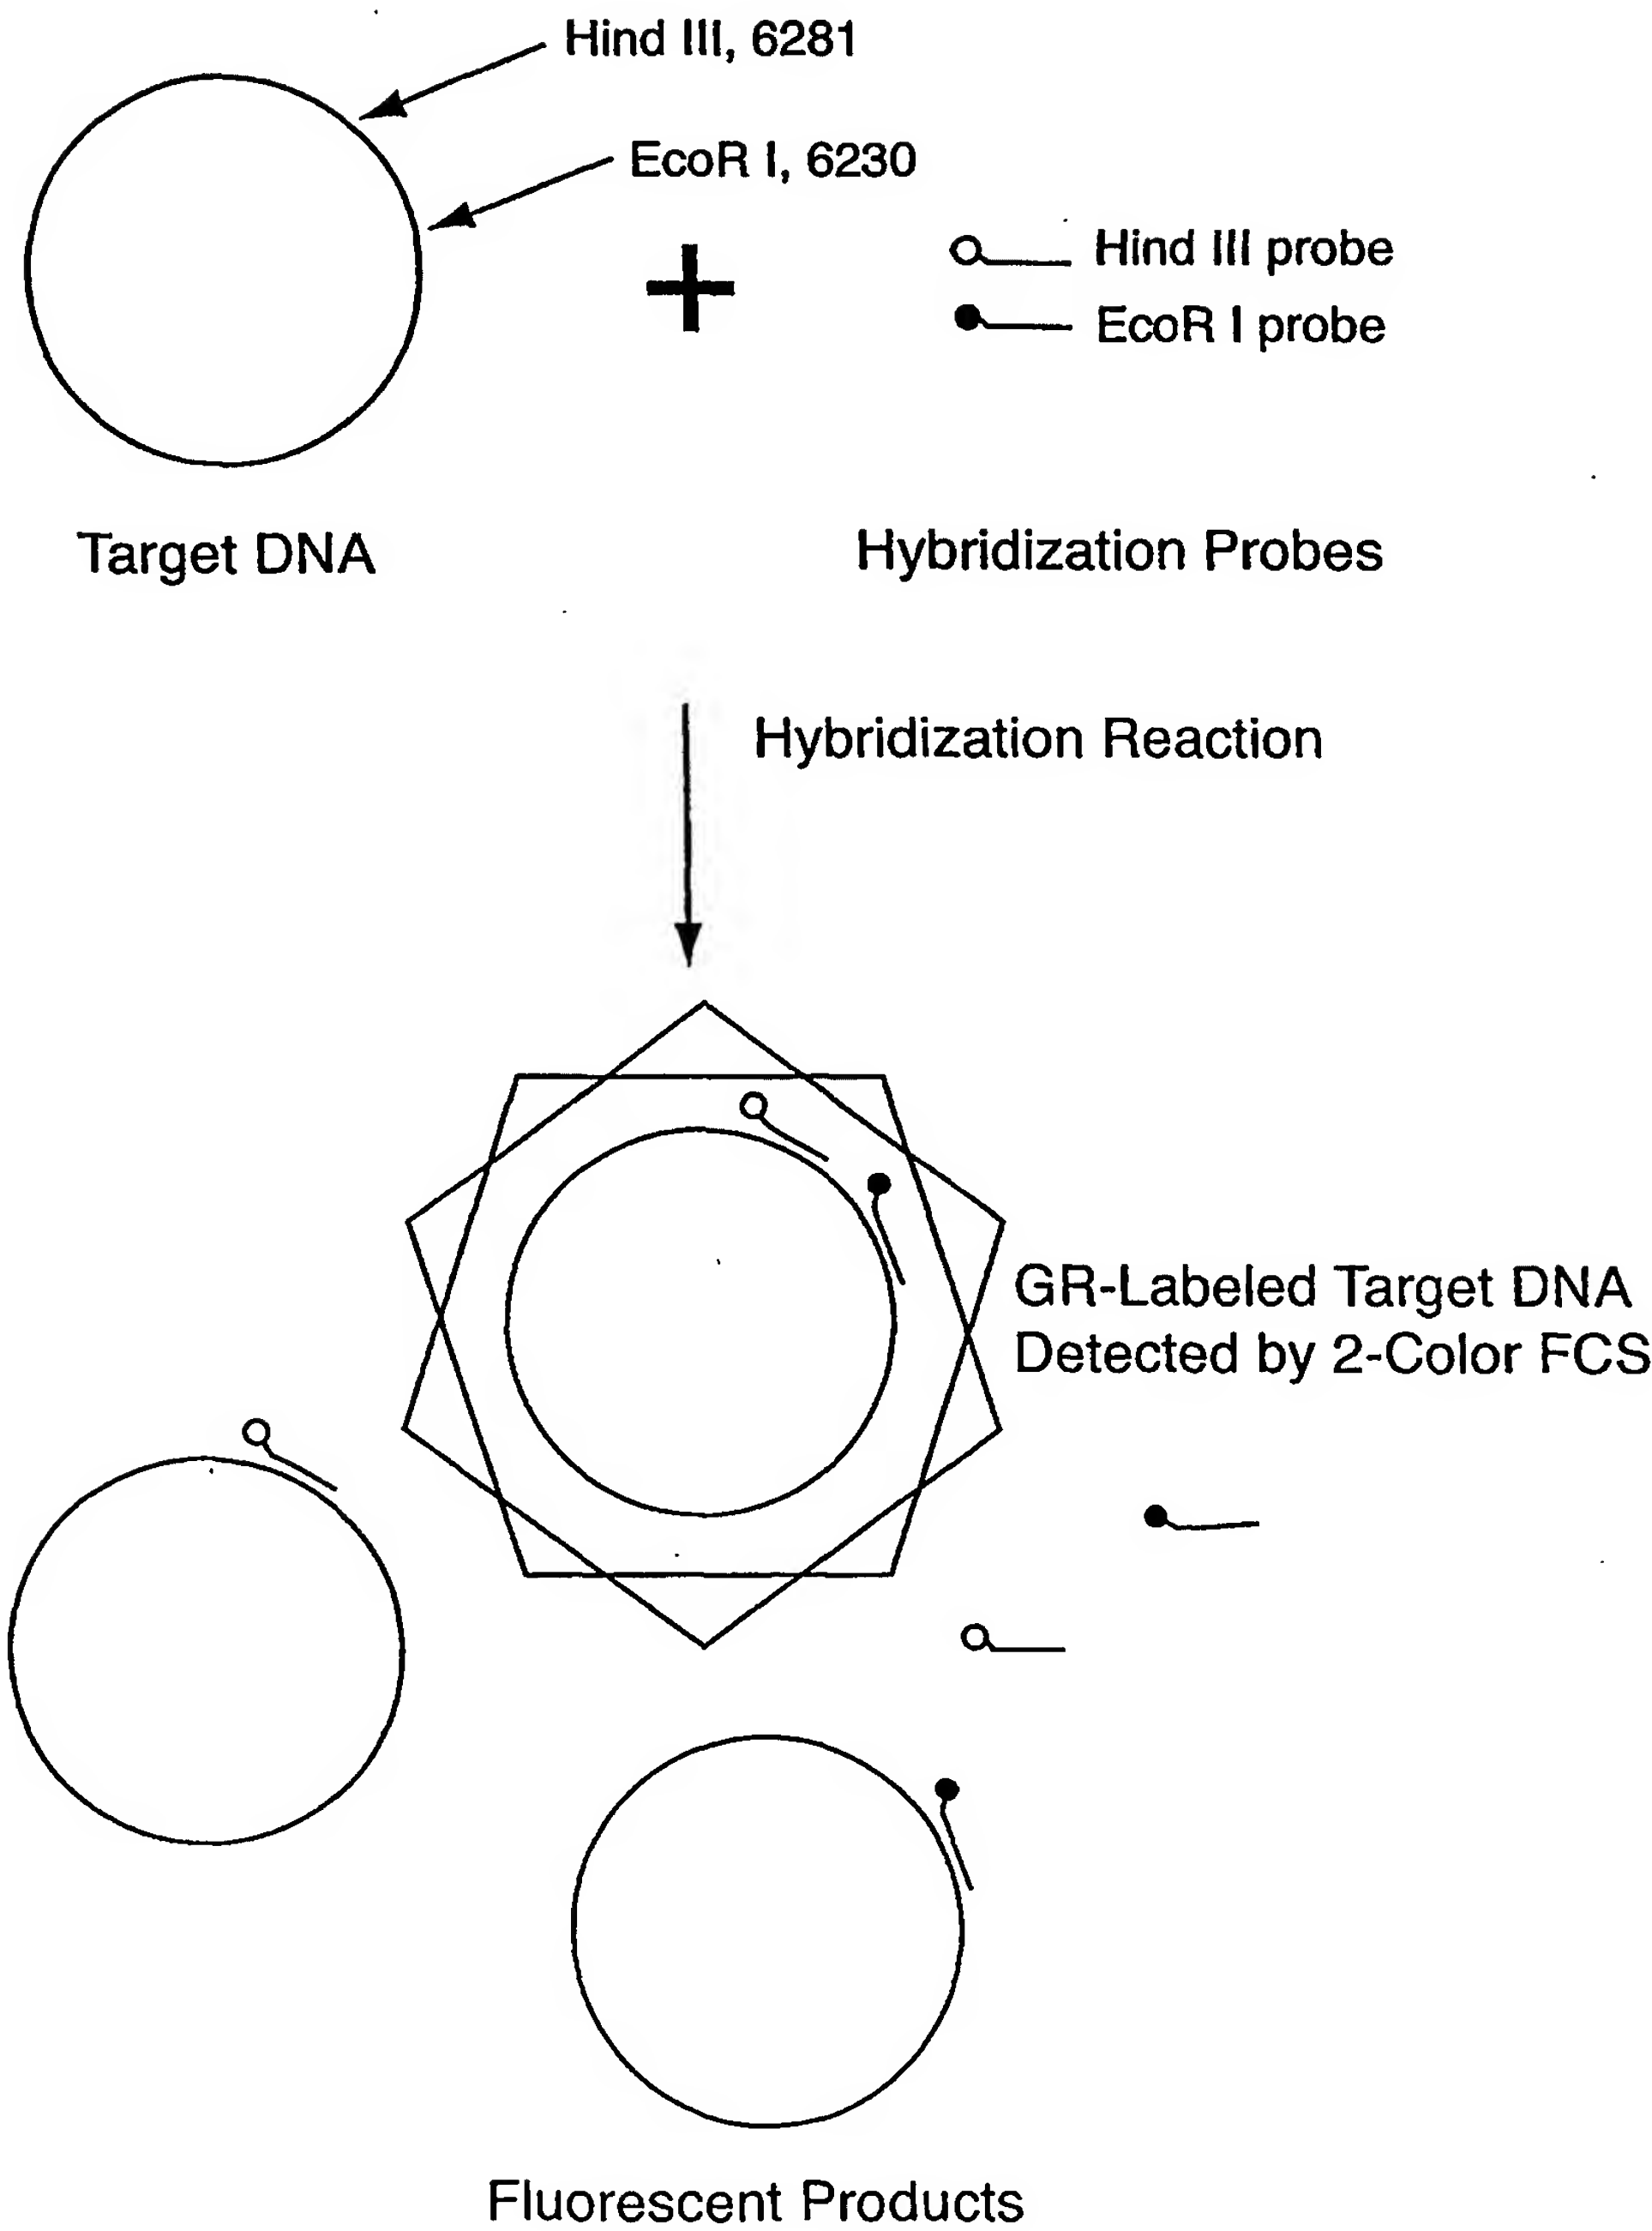 Hind III, 6281
EcoR I, 6230
Hind III probe
EcoR I probe
Target DNA
Hybridization Probes
Hybridization Reaction
GR-Labeled Target DNA
Detected by 2-Color FCS
Fluorescent Products